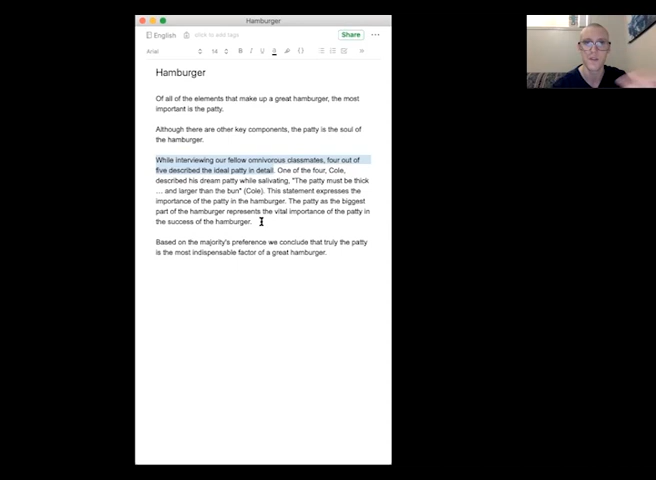 Hamburger
English
click to add tags
Share
Arial
14
B I U a
Hamburger
Of all of the elements that make up a great hamburger, the most
important is the patty.
Although there are other key components, the patty is the soul of
the hamburger.
While interviewing our fellow omnivorous classmates, four out of
five described the ideal patty in detail. One of the four, Cole,
described his dream patty while salivating, "The patty must be thick
... and larger than the bun" (Cole). This statement expresses the
importance of the patty in the hamburger. The patty as the biggest
part of the hamburger represents the vital importance of the patty in
the success of the hamburger.
Based on the majority's preference we conclude that truly the patty
is the most indispensable factor of a great hamburger.